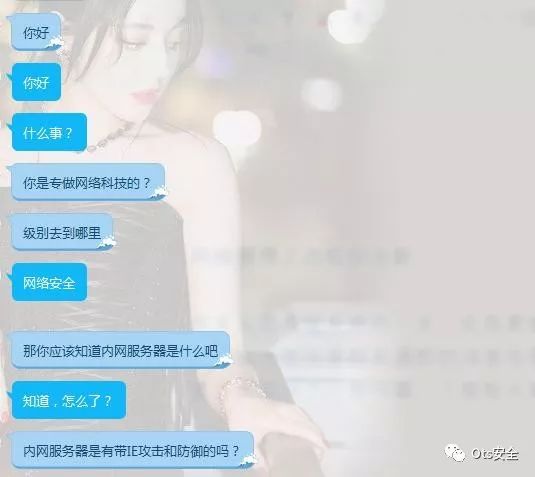 你好
你好
什么事？
你是专做网络科技的？
级别去到哪里
网络安全
那你应该知道内网服务器是什么吧
知道，怎么了？
内网服务器是有带IE攻击和防御的吗？
Ots安全